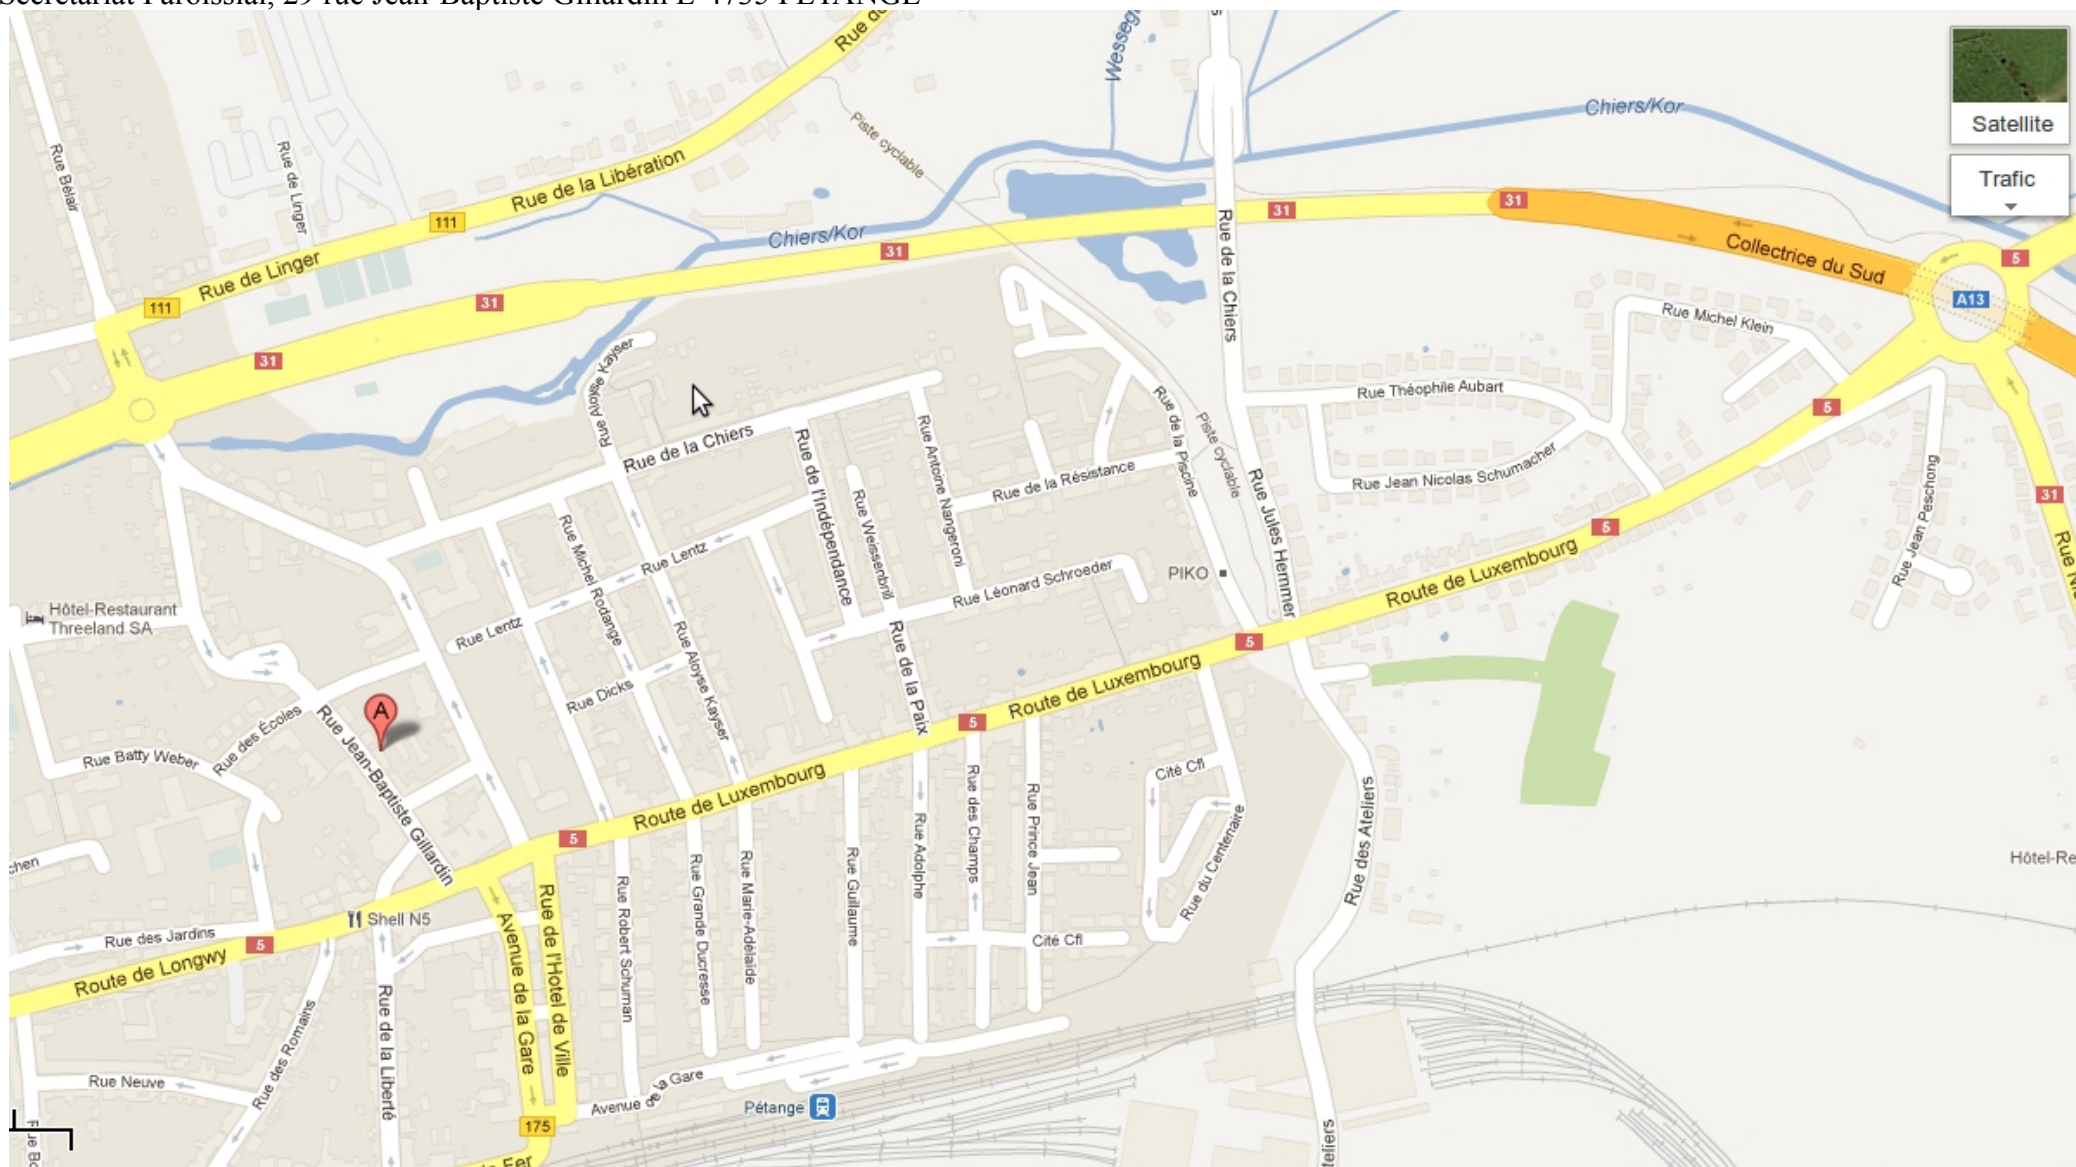 Secrétariat Paroissial, 29 rue Jean-Baptiste Gillardin L-4735 PETANGE
Rue de
Wesseg
Satellite
Trafic
Chiers/Kor
Piste cyclable
Rue Bélair
Rue de Linger
Rue de la Libération
111
Rue de Linger
111
Chiers/Kor
31
31
31
31
31
Rue de la Chiers
Collectrice du Sud
5
A13
Rue Michel Klein
Rue Aloyse Kayser
Rue de la Chiers
Rue Théophile Aubart
5
Rue de la Piscine
Piste cyclable
Rue Antoine Nangeroni
Rue de l'Indépendance
Rue Weissenbrill
Rue de la Résistance
Rue Jules Hemmer
Rue Jean Nicolas Schumacher
Rue Jean Peschong
31
5
Rue Michel Rodange
Rue Lentz
Rue Léonard Schroeder
PIKO
Route de Luxembourg
Hôtel-Restaurant
Threeland SA
Rue Lentz
Rue Aloyse Kayser
Rue de la Paix
5
Rue Dicks
Route de Luxembourg
A
Rue des Écoles
Rue Jean-Baptiste Gillardin
5
Rue Batty Weber
Route de Luxembourg
Cité Cfl
Rue des Champs
Rue Prince Jean
Rue du Centenaire
Rue des Ateliers
5
chen
Rue Adolphe
Rue Guillaume
Rue Marie-Adélaïde
Rue Grande Ducresse
Rue Robert Schuman
Rue de l'Hotel de Ville
Avenue de la Gare
Hôtel-Re
Shell N5
Rue des Jardins
5
Cité Cfl
Route de Longwy
Rue des Romains
Rue de la Liberté
Rue Neuve
Avenue de la Gare
Pétange
175
teliers
Fer